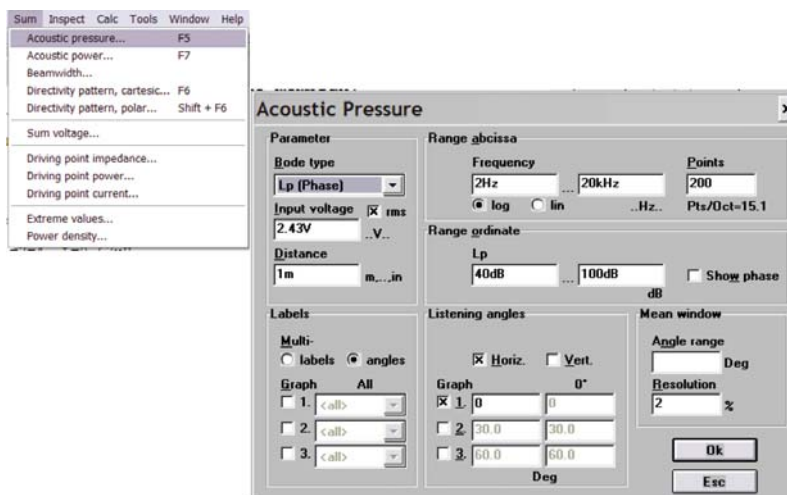 Sum Inspect Calc Tools Window Help
Acoustic pressure... F5
Acoustic power... F7
Beamwidth...
Directivity pattern, cartesic... F6
Directivity pattern, polar... Shift + F6
Sum voltage...
Driving point impedance...
Driving point power...
Driving point current...
Extreme values...
Power density...
Acoustic Pressure
Parameter
Bode type
Lp (Phase)
Input voltage rms
2.43V ..V..
Distance
1m m,..,in
Range abcissa
Frequency Points
2Hz ... 20kHz 200
log lin ..Hz.. Pts/Oct=15.1
Range ordinate
Lp
40dB ... 100dB Show phase
dB
Labels
Multi-
labels angles
Graph All
1. <all>
2. <all>
3. <all>
Listening angles
Horiz. Vert.
Graph 0°
1. 0 0
2. 30.0 30.0
3. 60.0 60.0
Deg
Mean window
Angle range
Deg
Resolution
2 %
Ok
Esc